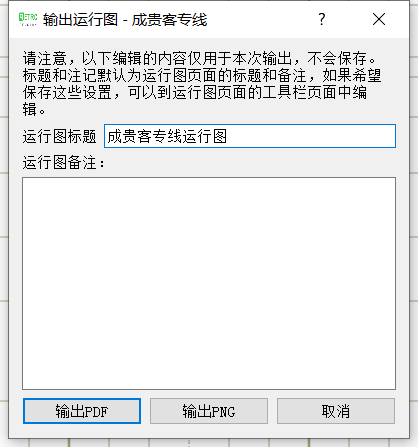 输出运行图 - 成贵客专线
请注意，以下编辑的内容仅用于本次输出，不会保存。
标题和注记默认为运行图页面的标题和备注，如果希望
保存这些设置，可以到运行图页面的工具栏页面中编
辑。
运行图标题 成贵客专线运行图
运行图备注：
输出PDF 输出PNG 取消